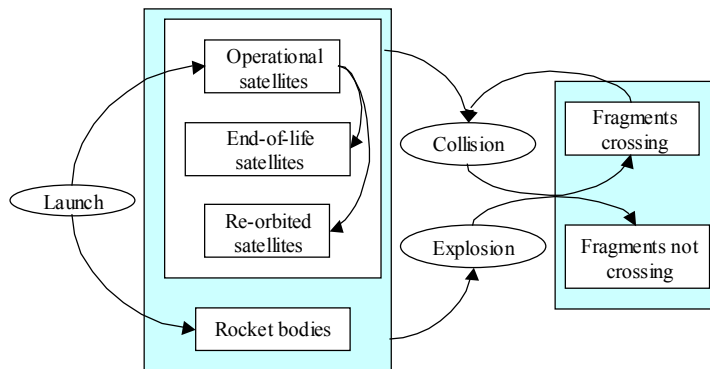 Operational
satellites
End-of-life
satellites
Re-orbited
satellites
Rocket bodies
Launch
Collision
Explosion
Fragments
crossing
Fragments not
crossing